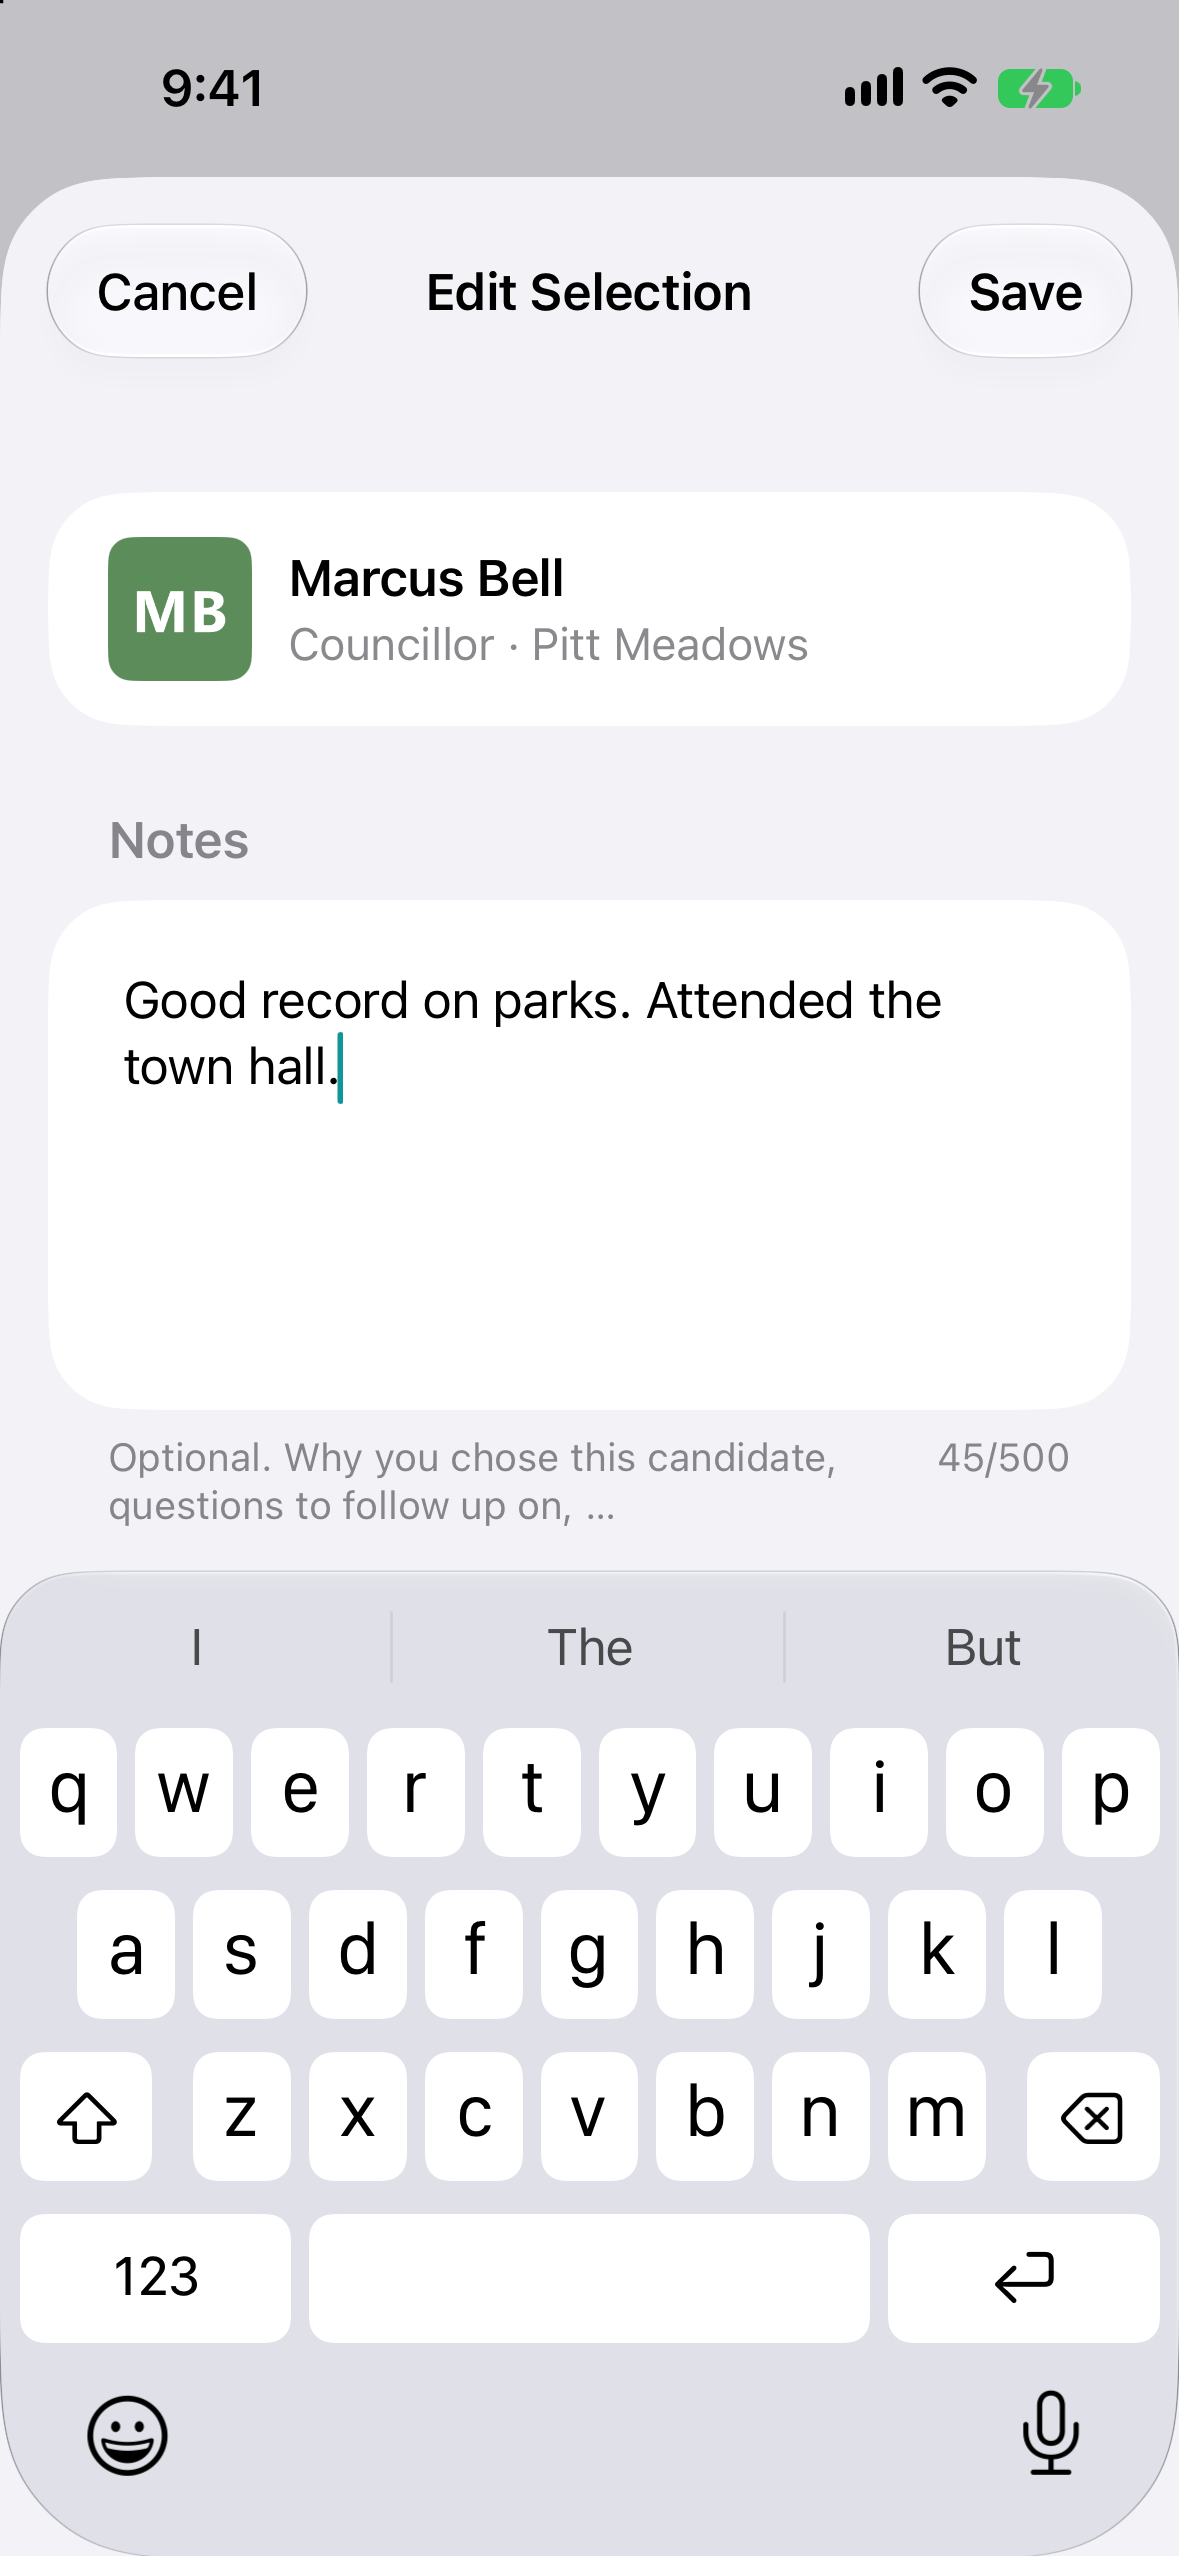 9:41
Cancel
Edit Selection
Save
MB
Marcus Bell
Councillor · Pitt Meadows
Notes
Good record on parks. Attended the
town hall.
Optional. Why you chose this candidate,
questions to follow up on, ...
45/500
I
The
But
q w e r t y u i o p
a s d f g h j k l
z x c v b n m
123